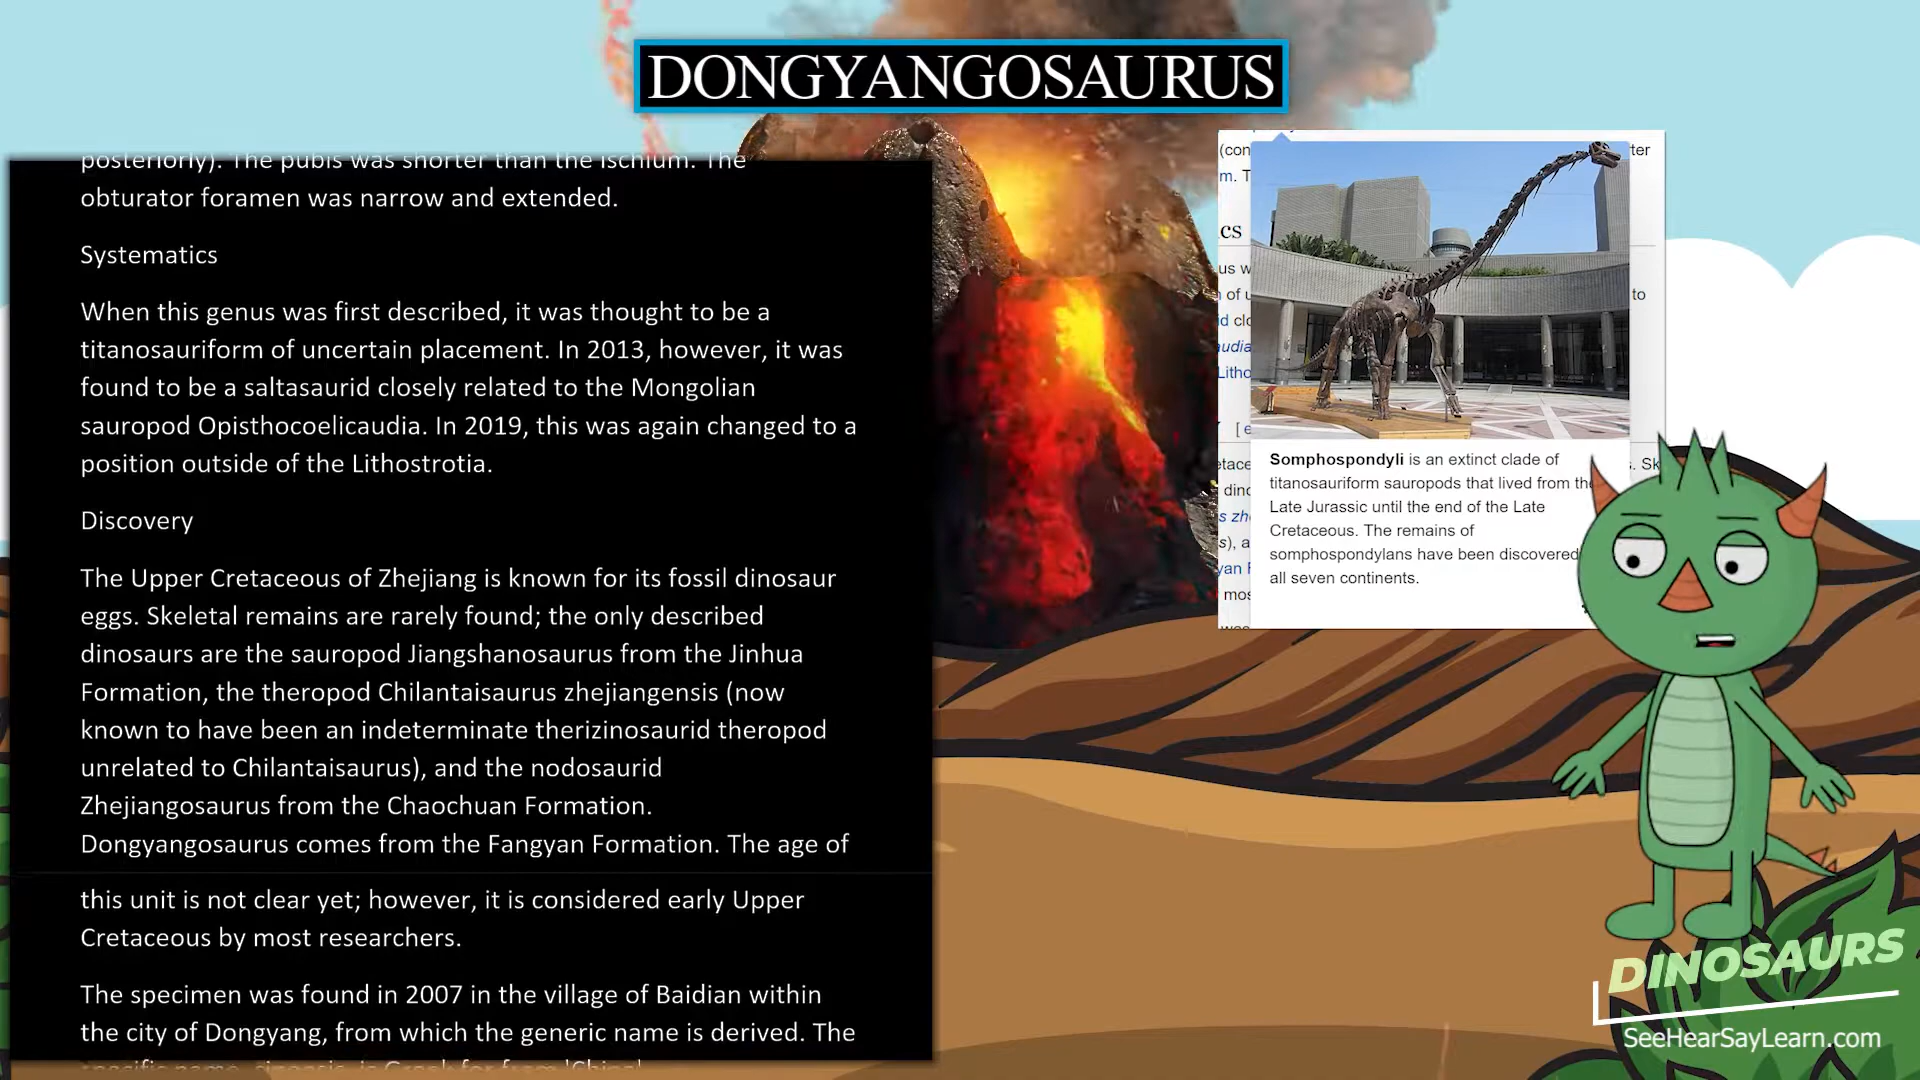 DONGYANGOSAURUS
posteriorly). The pubis was shorter than the ischium. The
obturator foramen was narrow and extended.
Systematics
When this genus was first described, it was thought to be a
titanosauriform of uncertain placement. In 2013, however, it was
found to be a saltasaurid closely related to the Mongolian
sauropod Opisthocoelicaudia. In 2019, this was again changed to a
position outside of the Lithostrotia.
Discovery
The Upper Cretaceous of Zhejiang is known for its fossil dinosaur
eggs. Skeletal remains are rarely found; the only described
dinosaurs are the sauropod Jiangshanosaurus from the Jinhua
Formation, the theropod Chilantaisaurus zhejiangensis (now
known to have been an indeterminate therizinosaurid theropod
unrelated to Chilantaisaurus), and the nodosaurid
Zhejiangosaurus from the Chaochuan Formation.
Dongyangosaurus comes from the Fangyan Formation. The age of
this unit is not clear yet; however, it is considered early Upper
Cretaceous by most researchers.
The specimen was found in 2007 in the village of Baidian within
the city of Dongyang, from which the generic name is derived. The
Somphospondyli is an extinct clade of
titanosauriform sauropods that lived from the
Late Jurassic until the end of the Late
Cretaceous. The remains of
somphospondylans have been discovered
all seven continents.
DINOSAURS
SeeHearSayLearn.com